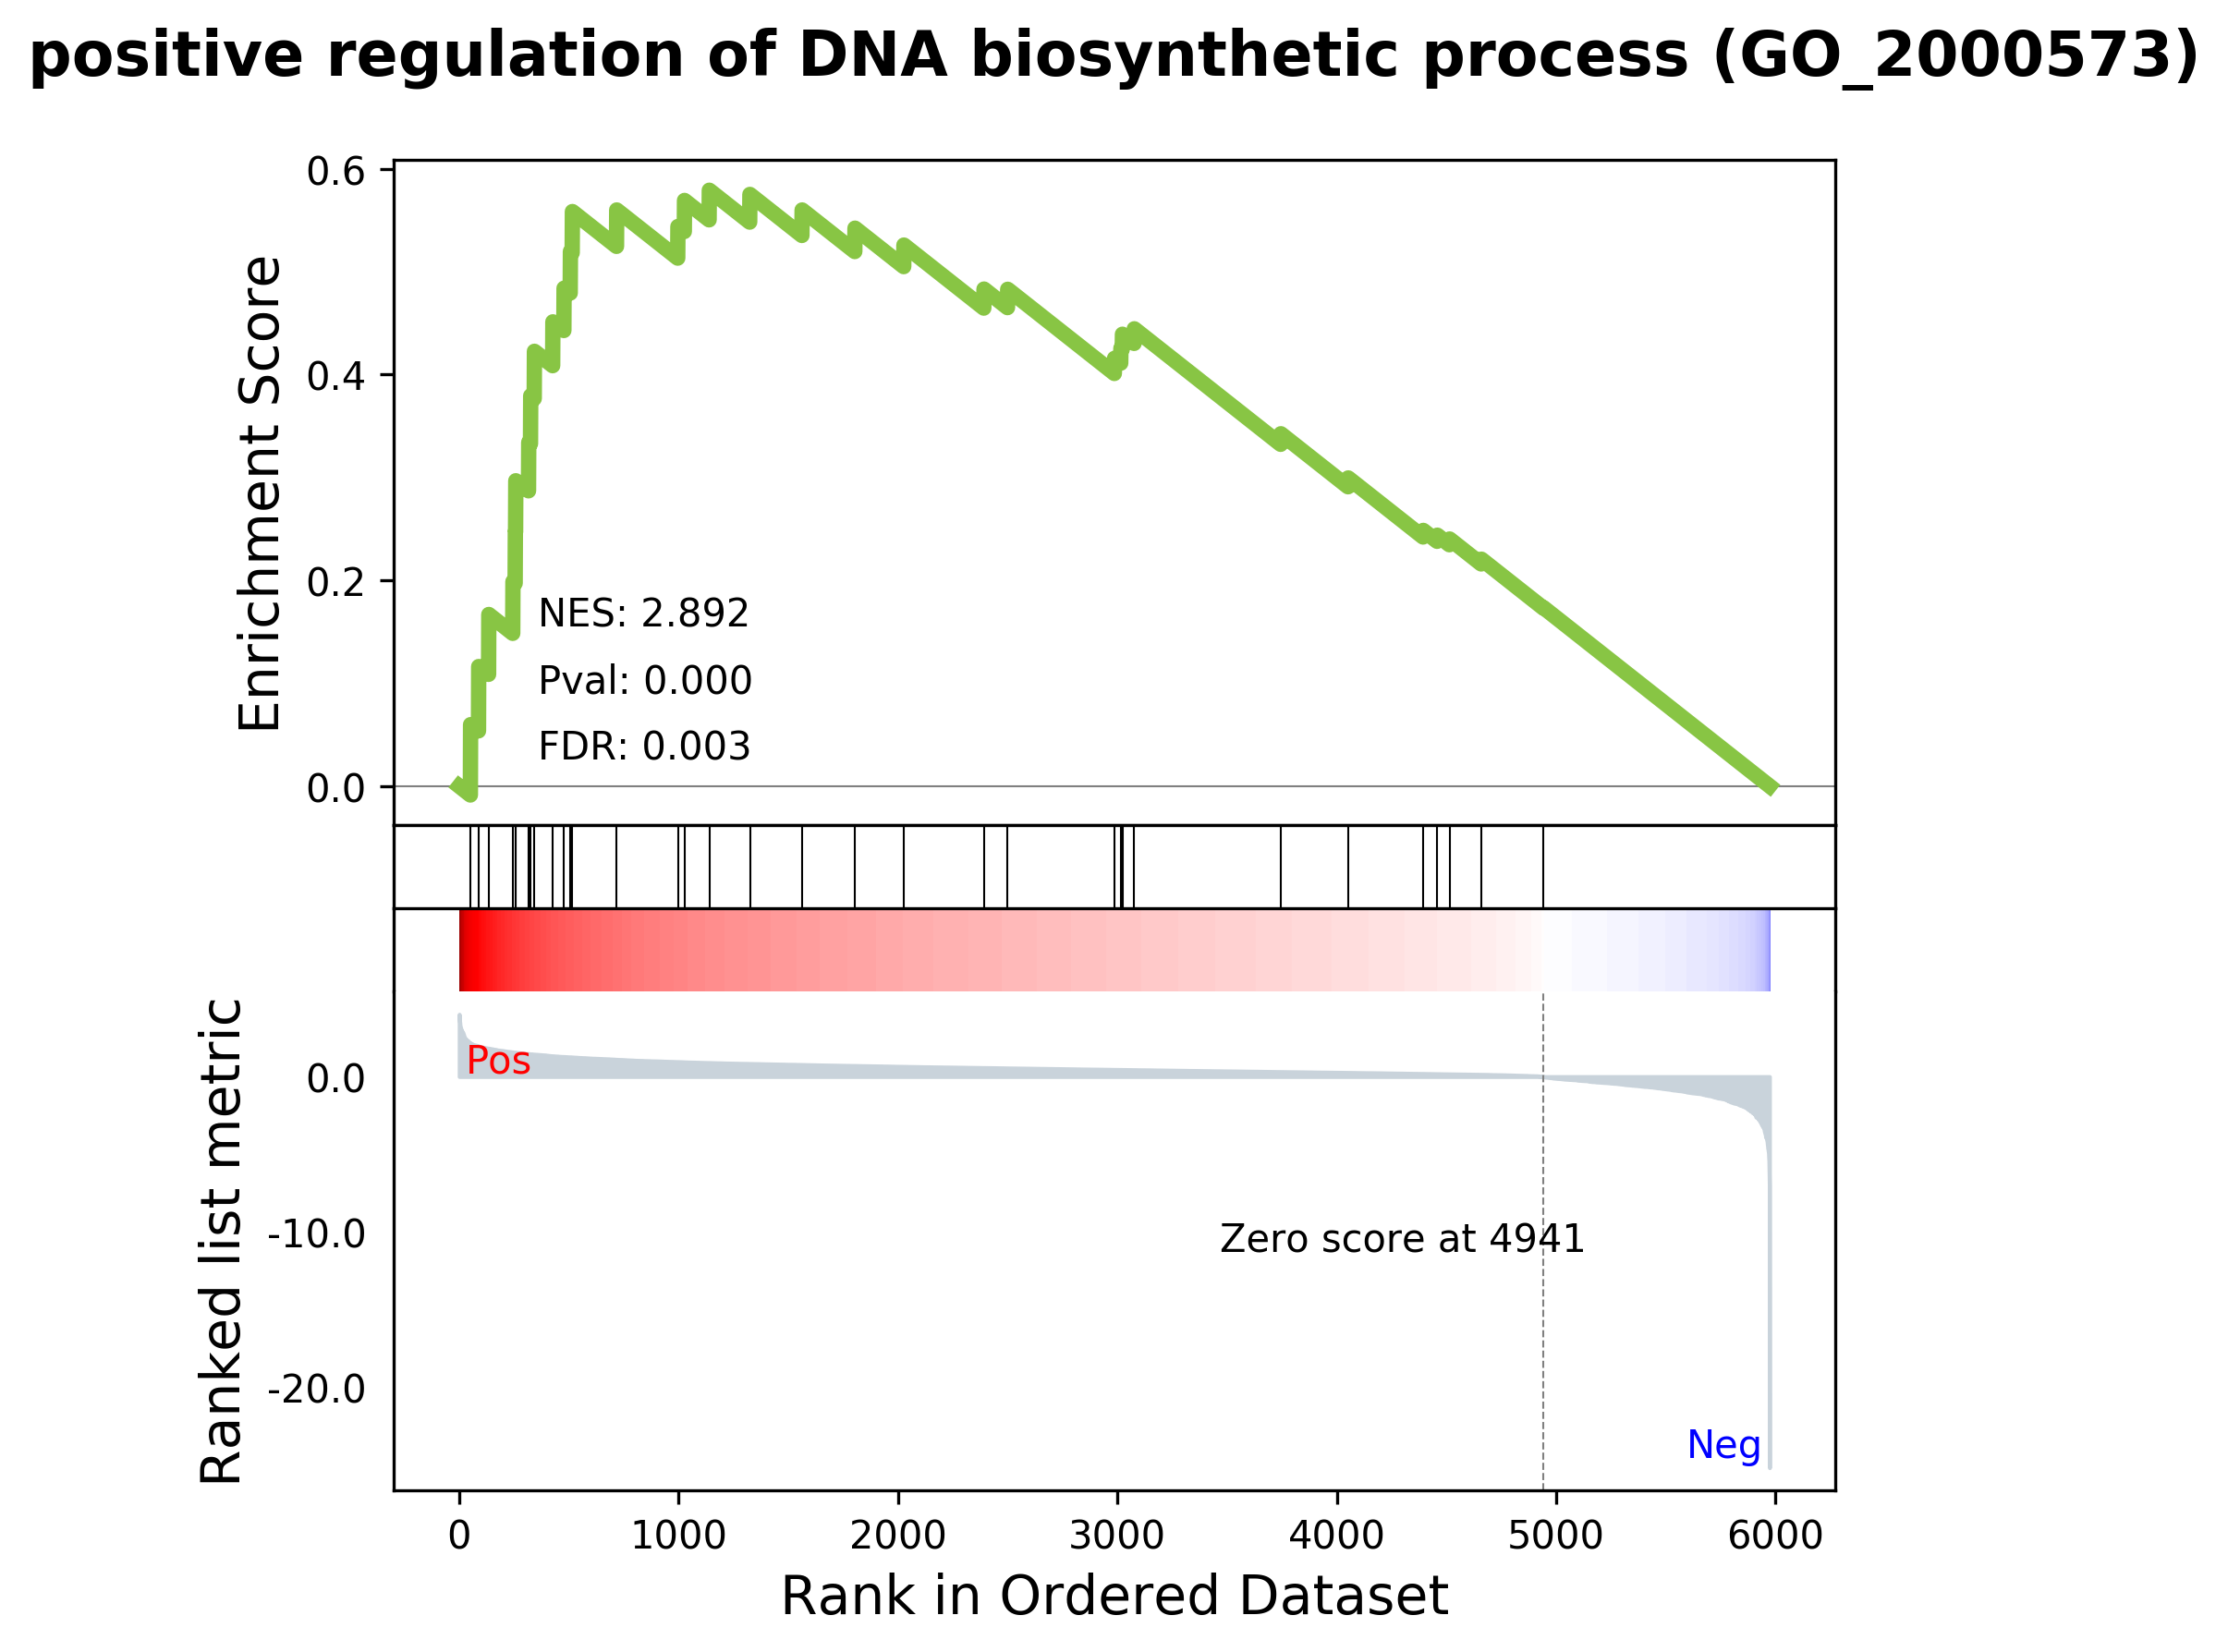 positive regulation of DNA biosynthetic process (GO_2000573)
Enrichment Score
0.6
0.4
0.2
0.0
NES: 2.892
Pval: 0.000
FDR: 0.003
Ranked list metric
0.0
-10.0
-20.0
Pos
Zero score at 4941
Neg
0 1000 2000 3000 4000 5000 6000
Rank in Ordered Dataset